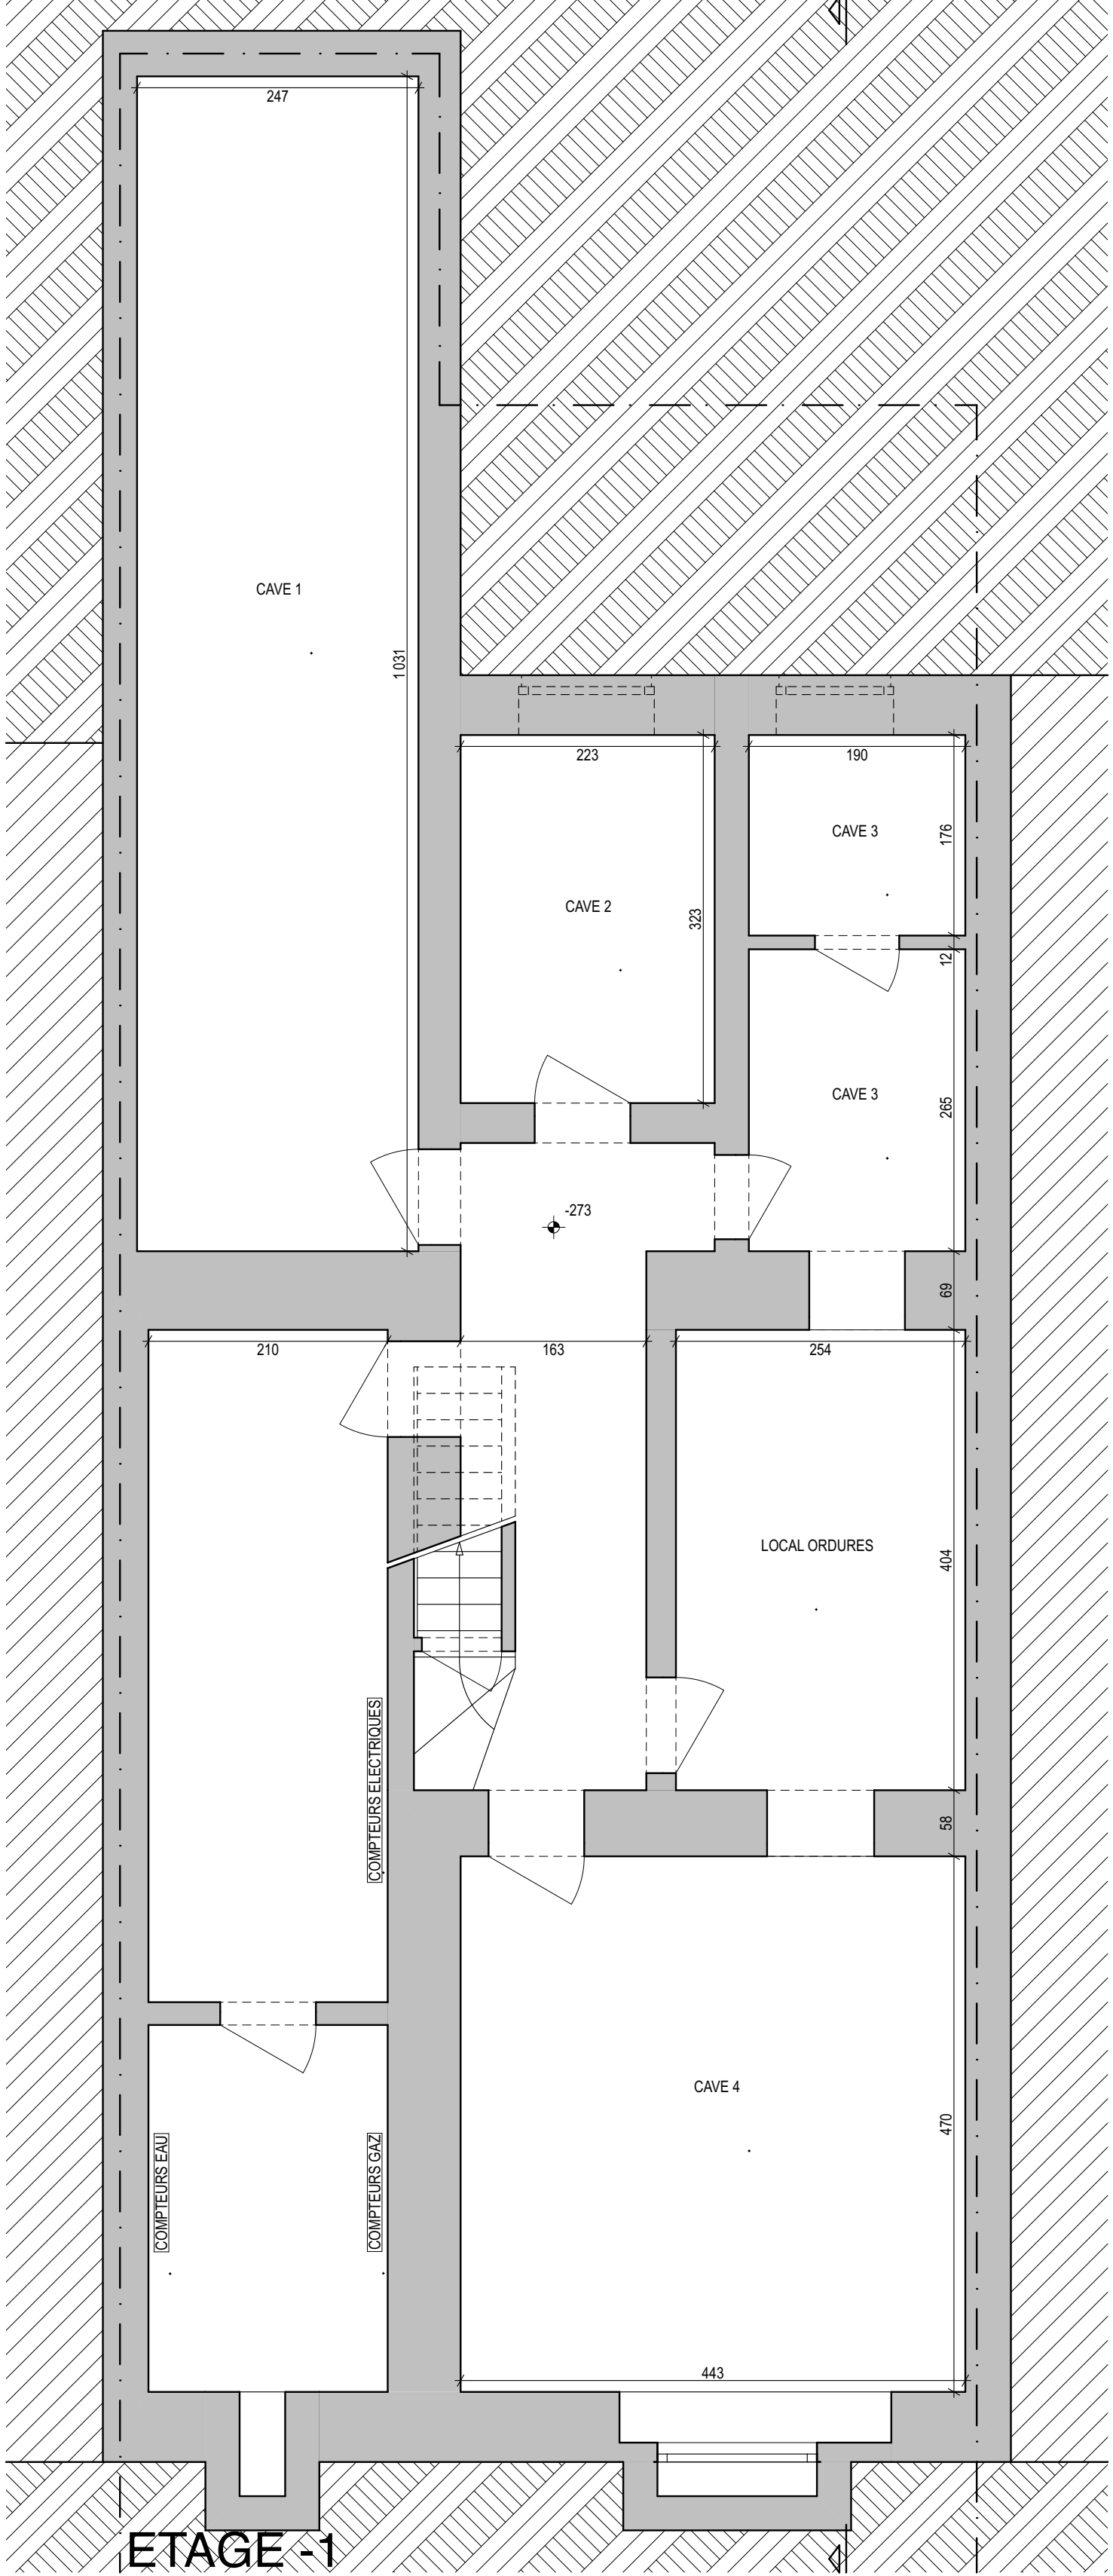 247
CAVE 1
1 031
223
190
CAVE 3
176
CAVE 2
323
12
CAVE 3
265
-273
69
210
163
254
LOCAL ORDURES
404
COMPTEURS ELECTRIQUES
58
CAVE 4
COMPTEURS EAU
COMPTEURS GAZ
470
443
ETAGE -1